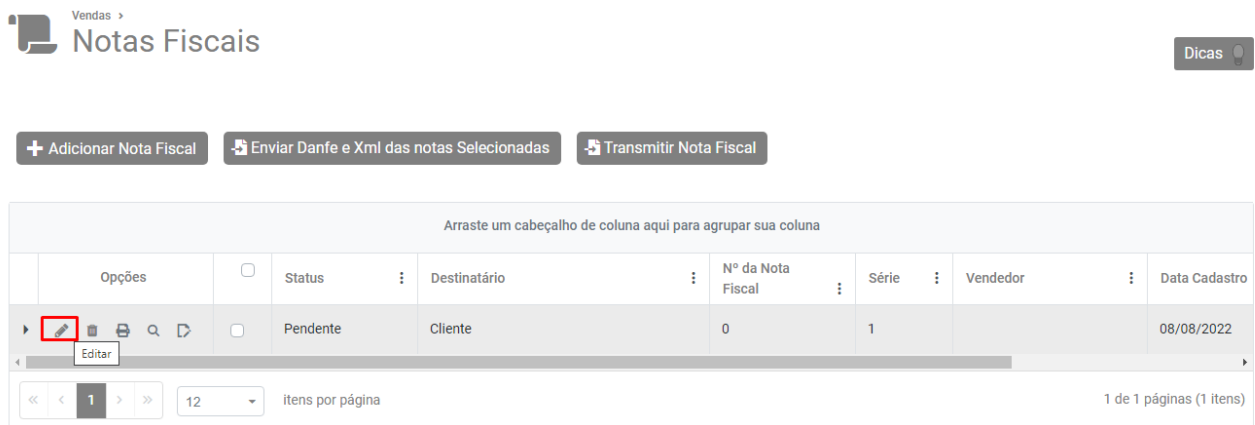 Vendas ›
Notas Fiscais
Dicas
Adicionar Nota Fiscal
Enviar Danfe e Xml das notas Selecionadas
Transmitir Nota Fiscal
Arraste um cabeçalho de coluna aqui para agrupar sua coluna
Opções
Status
Destinatário
Nº da Nota
Fiscal
Série
Vendedor
Data Cadastro
Pendente
Cliente
0
1
08/08/2022
Editar
1
12
itens por página
1 de 1 páginas (1 itens)